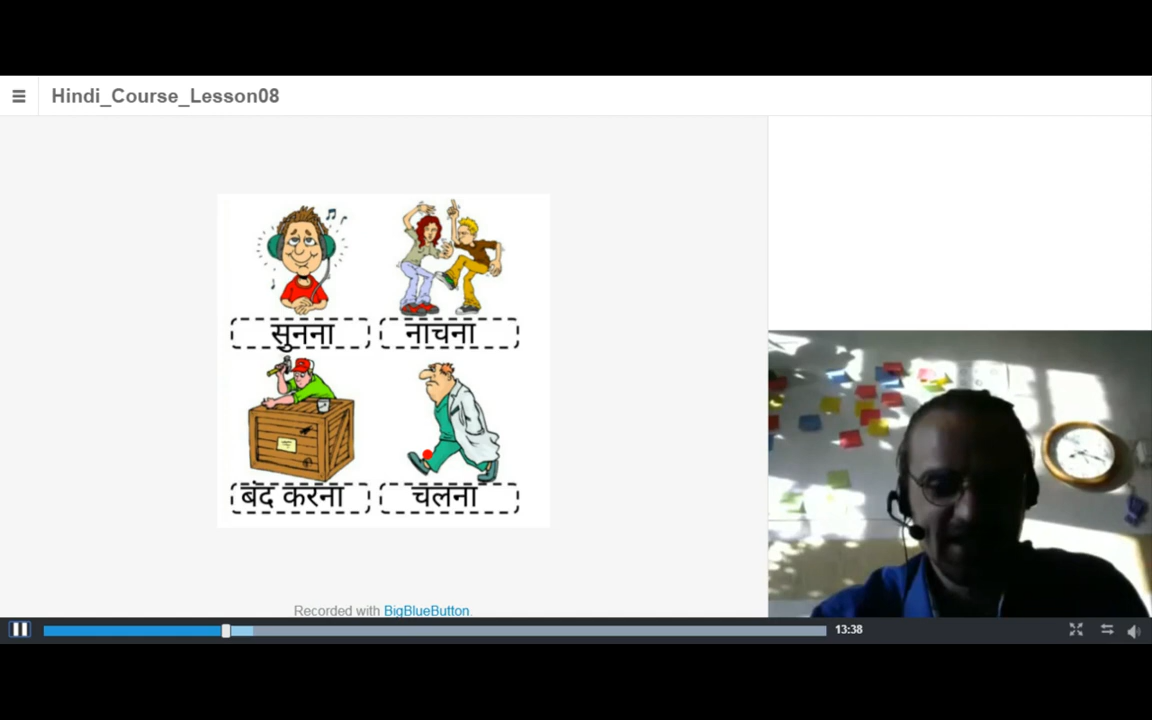 Hindi_Course_Lesson08
सुनना नाचना
बंद करना चलना
Recorded with BigBlueButton.
13:38